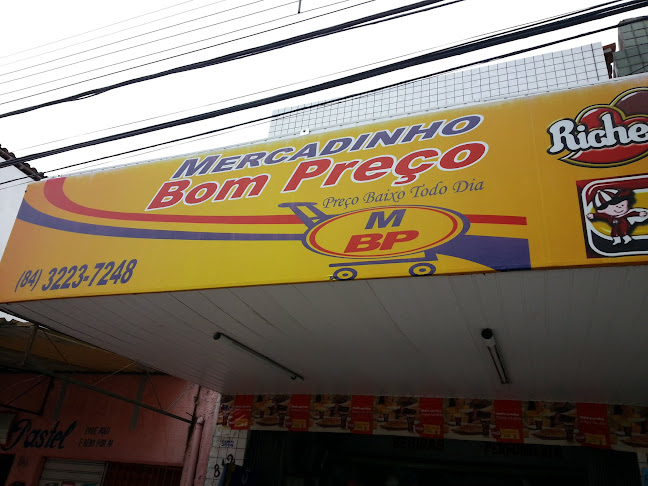 MERCADINHO
Bom Preço
Preço Baixo Todo Dia
M
BP
(84) 3223-7248
Riche
Pastel